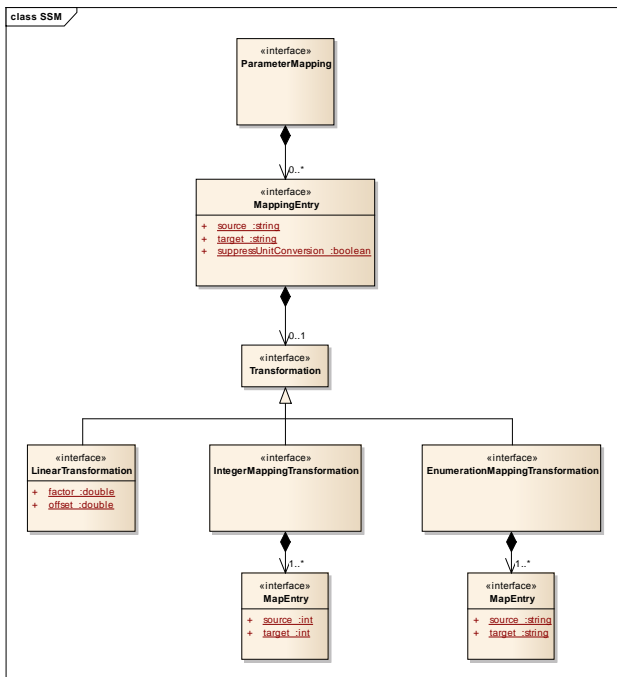 class SSM
«interface»
ParameterMapping
0..*
«interface»
MappingEntry
+ source :string
+ target :string
+ suppressUnitConversion :boolean
0..1
«interface»
Transformation
«interface»
LinearTransformation
+ factor :double
+ offset :double
«interface»
IntegerMappingTransformation
«interface»
EnumerationMappingTransformation
1..*
«interface»
MapEntry
+ source :int
+ target :int
1..*
«interface»
MapEntry
+ source :string
+ target :string